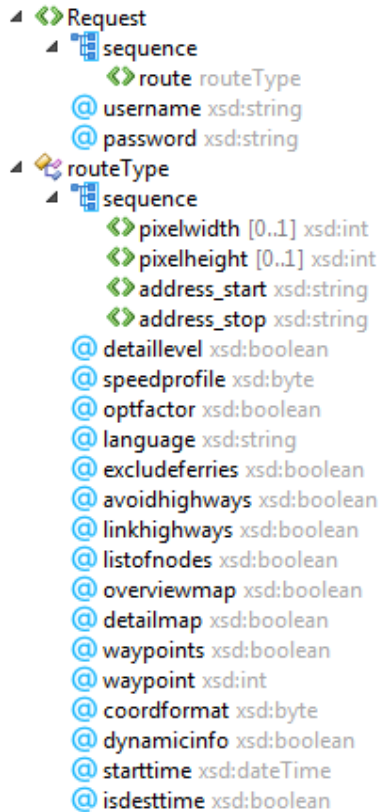 Request
sequence
route routeType
@ username xsd:string
@ password xsd:string
routeType
sequence
pixelwidth [0..1] xsd:int
pixelheight [0..1] xsd:int
address_start xsd:string
address_stop xsd:string
@ detaillevel xsd:boolean
@ speedprofile xsd:byte
@ optfactor xsd:boolean
@ language xsd:string
@ excludeferries xsd:boolean
@ avoidhighways xsd:boolean
@ linkhighways xsd:boolean
@ listofnodes xsd:boolean
@ overviewmap xsd:boolean
@ detailmap xsd:boolean
@ waypoints xsd:boolean
@ waypoint xsd:int
@ coordformat xsd:byte
@ dynamicinfo xsd:boolean
@ starttime xsd:dateTime
@ isdesttime xsd:boolean